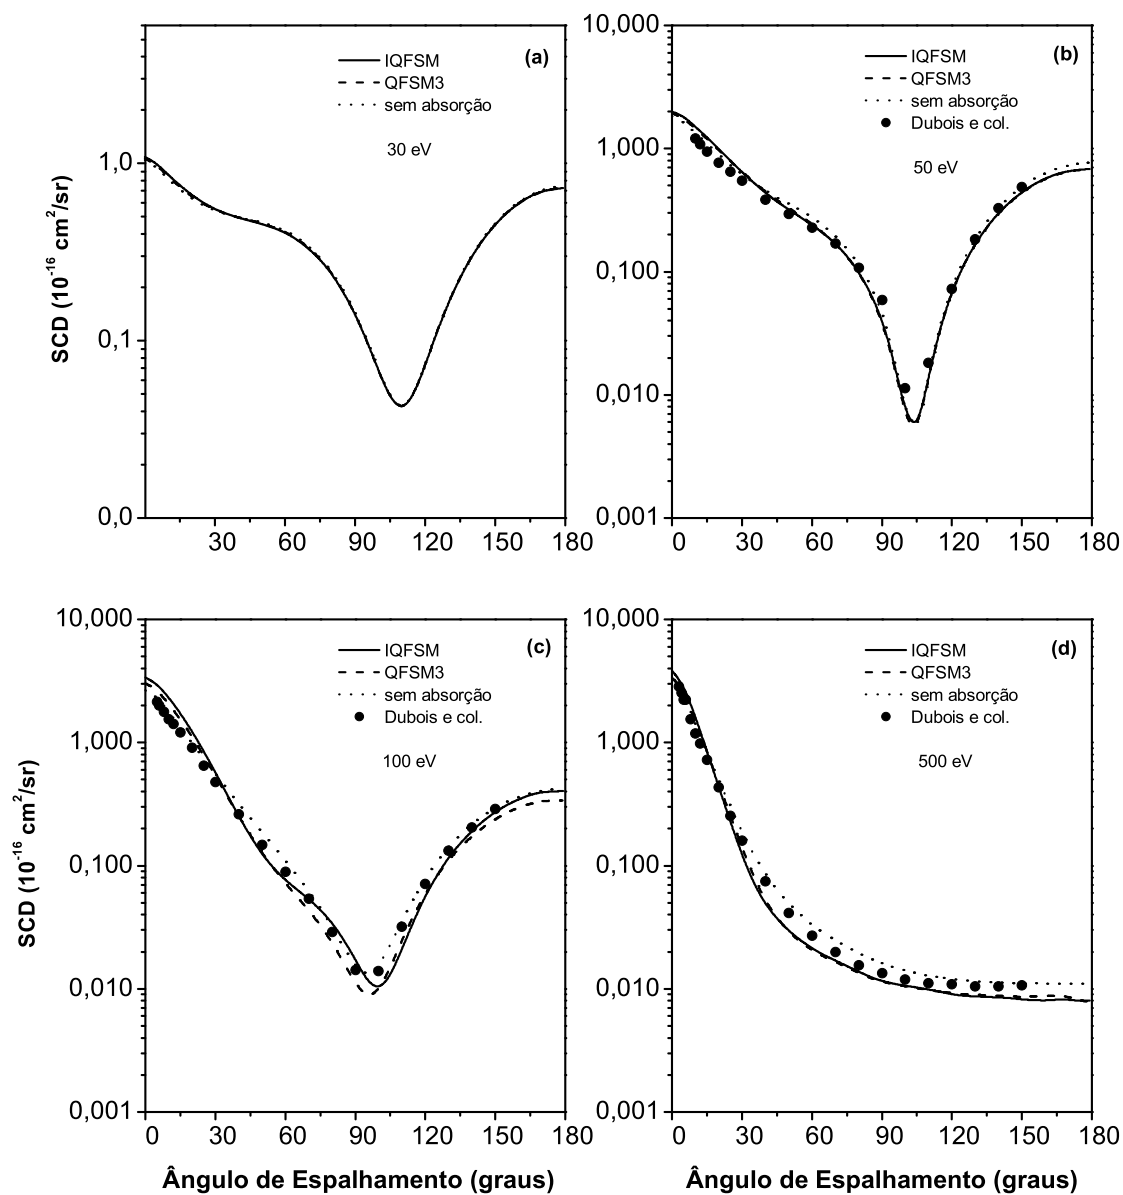 (a)
IQFSM
QFSM3
sem absorção
30 eV
1,0
0,1
0,0
SCD (10⁻¹⁶ cm²/sr)
30 60 90 120 150 180
10,000
(b)
IQFSM
QFSM3
sem absorção
Dubois e col.
50 eV
1,000
0,100
0,010
0,001
0 30 60 90 120 150 180
10,000
(c)
IQFSM
QFSM3
sem absorção
Dubois e col.
100 eV
1,000
0,100
0,010
0,001
SCD (10⁻¹⁶ cm²/sr)
0 30 60 90 120 150 180
Ângulo de Espalhamento (graus)
10,000
(d)
IQFSM
QFSM3
sem absorção
Dubois e col.
500 eV
1,000
0,100
0,010
0,001
0 30 60 90 120 150 180
Ângulo de Espalhamento (graus)